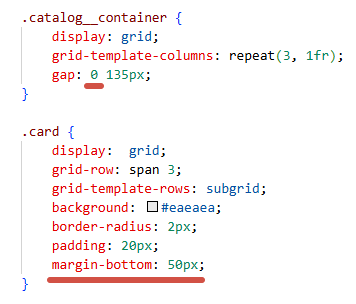 .catalog__container {
display: grid;
grid-template-columns: repeat(3, 1fr);
gap: 0 135px;
}
.card {
display:  grid;
grid-row: span 3;
grid-template-rows: subgrid;
background: #eaeaea;
border-radius: 2px;
padding: 20px;
margin-bottom: 50px;
}